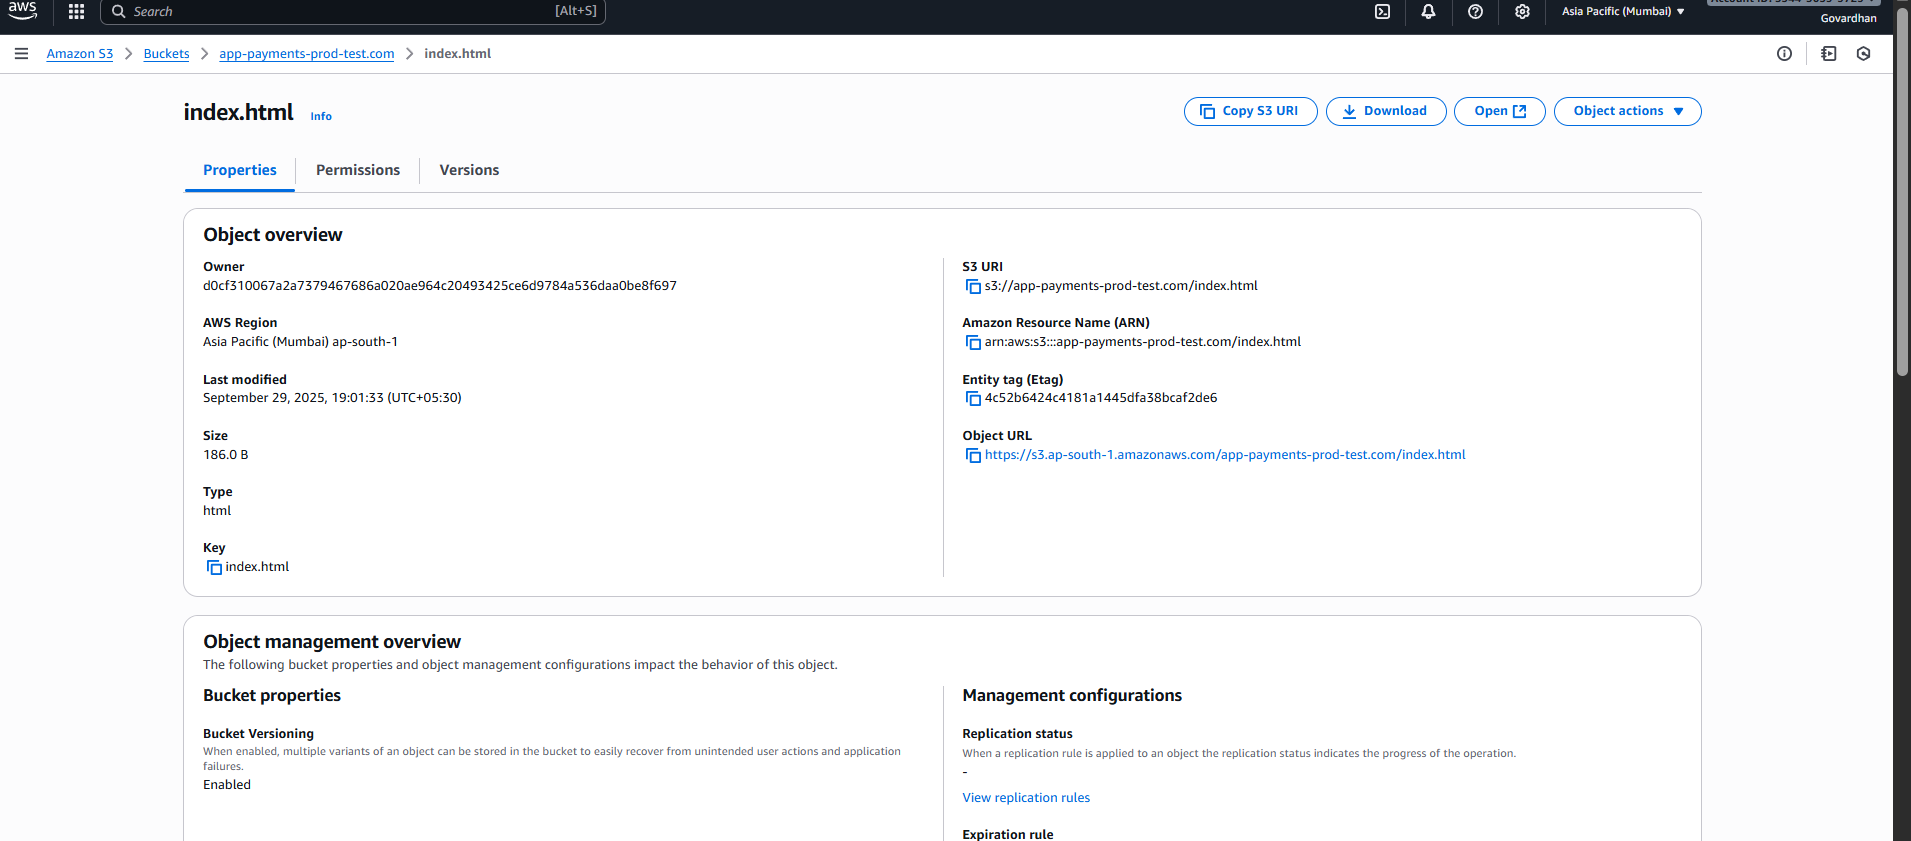 aws
Search
[Alt+S]
Asia Pacific (Mumbai)
Govardhan
Amazon S3 > Buckets > app-payments-prod-test.com > index.html
index.html Info
Copy S3 URI
Download
Open
Object actions
Properties
Permissions
Versions
Object overview
Owner
d0cf310067a2a7379467686a020ae964c20493425ce6d9784a536daa0be8f697
AWS Region
Asia Pacific (Mumbai) ap-south-1
Last modified
September 29, 2025, 19:01:33 (UTC+05:30)
Size
186.0 B
Type
html
Key
index.html
S3 URI
s3://app-payments-prod-test.com/index.html
Amazon Resource Name (ARN)
arn:aws:s3:::app-payments-prod-test.com/index.html
Entity tag (Etag)
4c52b6424c4181a1445dfa38bcaf2de6
Object URL
https://s3.ap-south-1.amazonaws.com/app-payments-prod-test.com/index.html
Object management overview
The following bucket properties and object management configurations impact the behavior of this object.
Bucket properties
Bucket Versioning
When enabled, multiple variants of an object can be stored in the bucket to easily recover from unintended user actions and application
failures.
Enabled
Management configurations
Replication status
When a replication rule is applied to an object the replication status indicates the progress of the operation.
-
View replication rules
Expiration rule